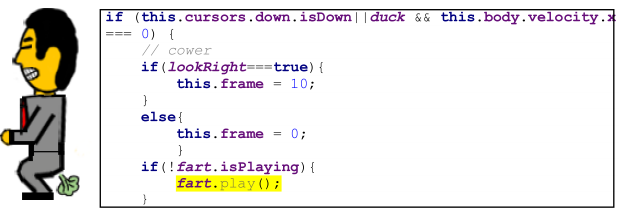 if (this.cursors.down.isDown||duck && this.body.velocity.x
=== 0) {
// cower
if(lookRight===true){
this.frame = 10;
}
else{
this.frame = 0;
}
if(!fart.isPlaying){
fart.play();
}